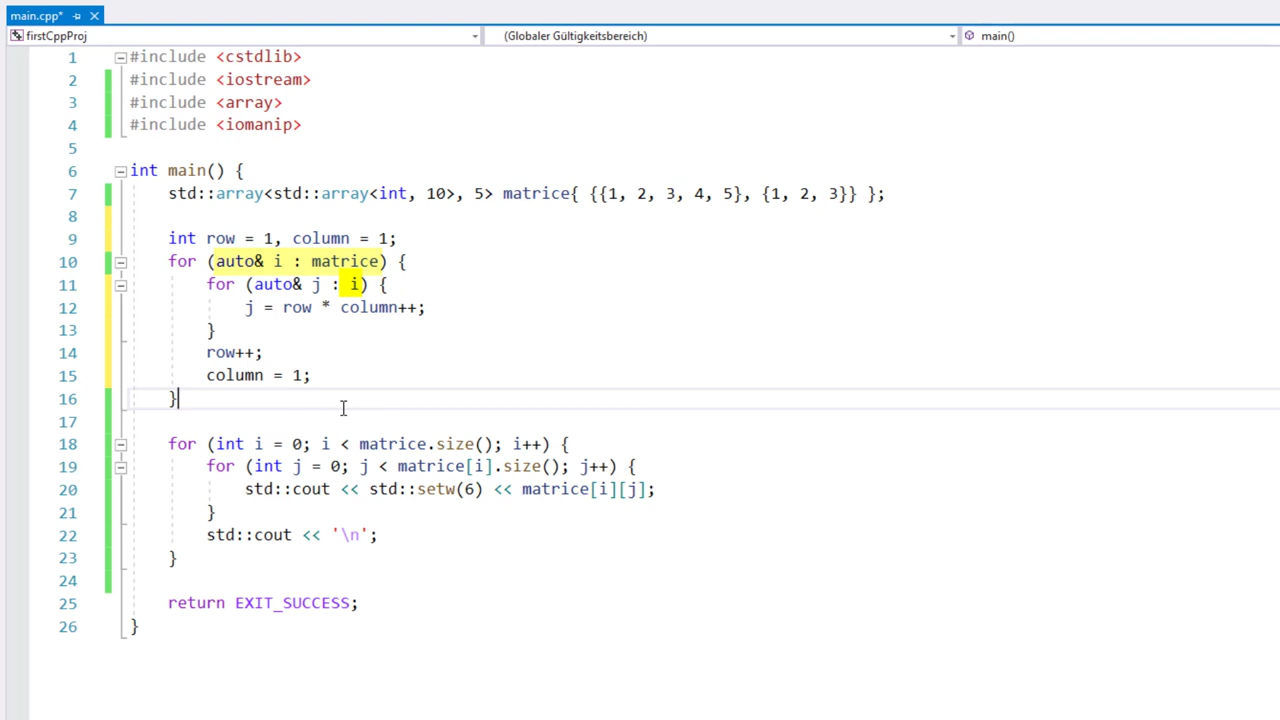 main.cpp*
firstCppProj (Globaler Gültigkeitsbereich) main()
1 #include <cstdlib>
2 #include <iostream>
3 #include <array>
4 #include <iomanip>
5
6 int main() {
7 std::array<std::array<int, 10>, 5> matrice{ {{1, 2, 3, 4, 5}, {1, 2, 3}} };
8
9 int row = 1, column = 1;
10 for (auto& i : matrice) {
11 for (auto& j : i) {
12 j = row * column++;
13 }
14 row++;
15 column = 1;
16 }
17
18 for (int i = 0; i < matrice.size(); i++) {
19 for (int j = 0; j < matrice[i].size(); j++) {
20 std::cout << std::setw(6) << matrice[i][j];
21 }
22 std::cout << '\n';
23 }
24
25 return EXIT_SUCCESS;
26 }